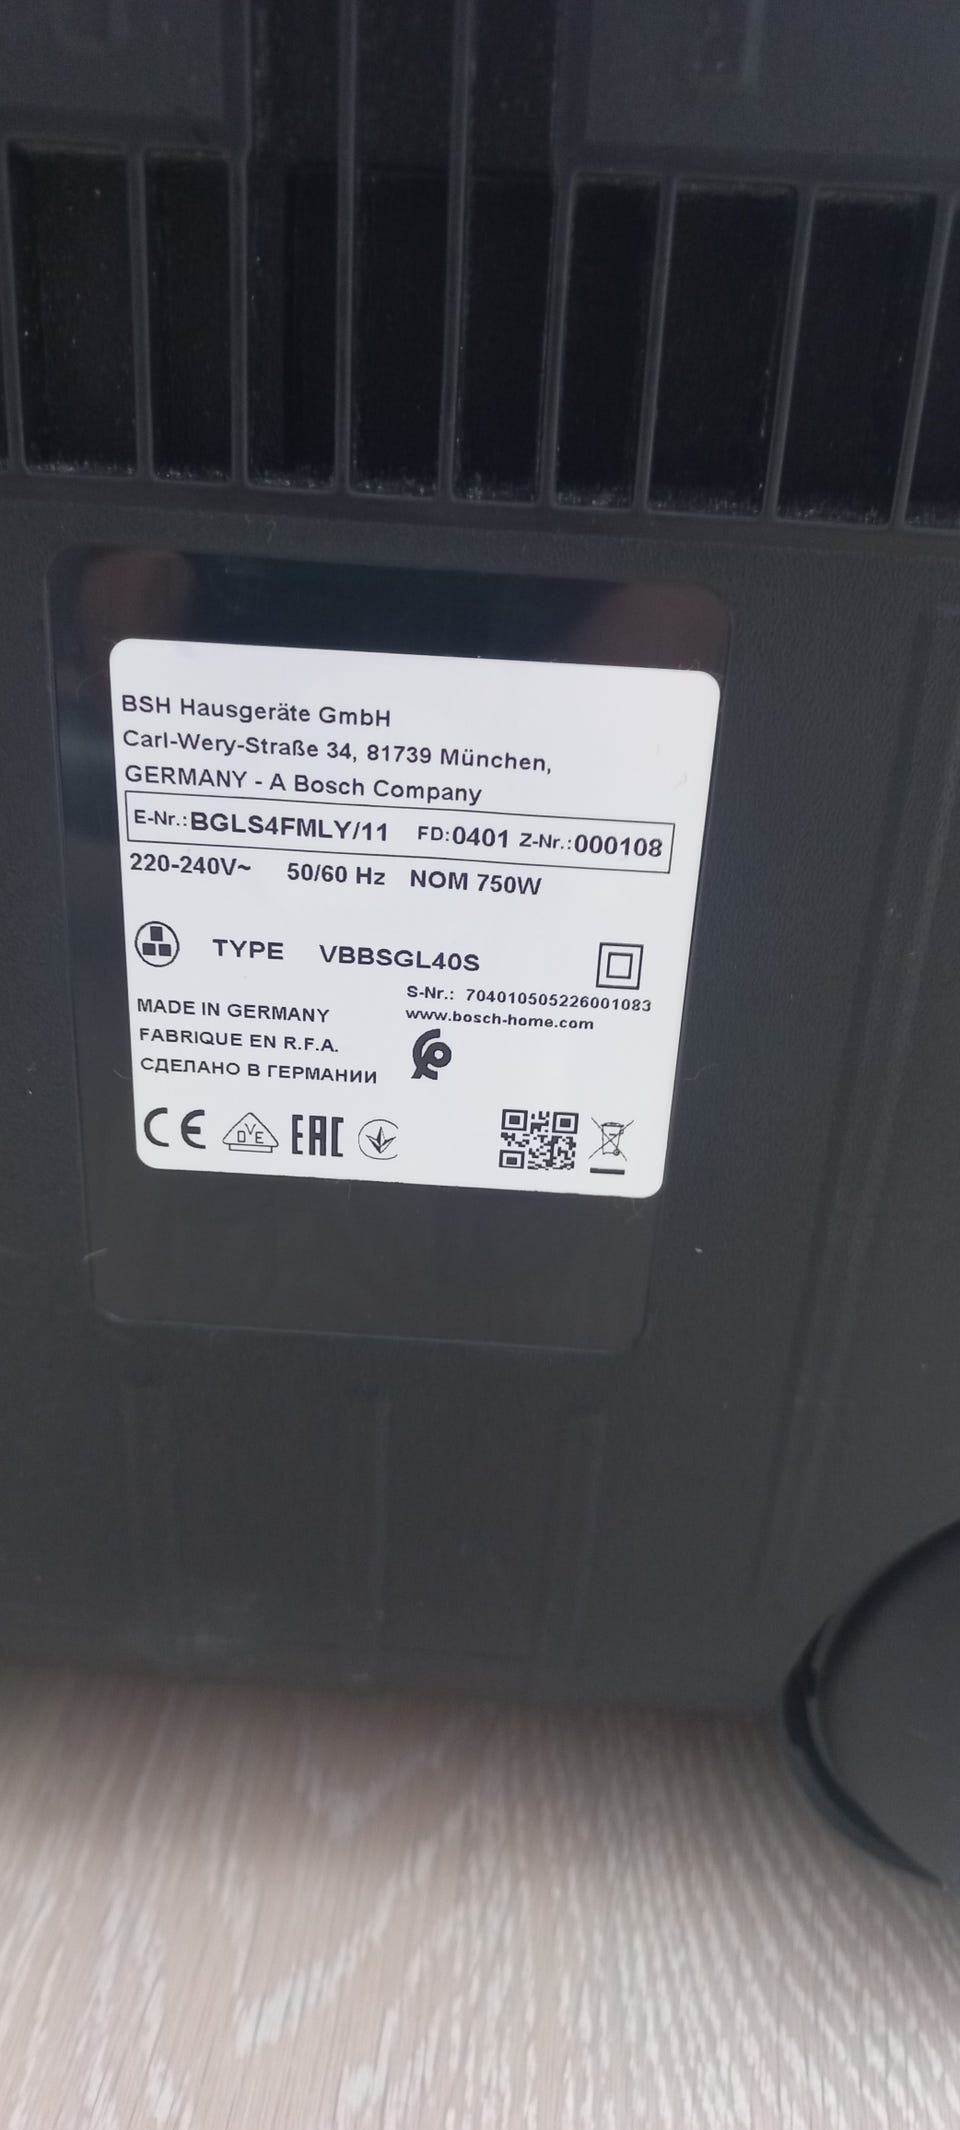 BSH Hausgeräte GmbH
Carl-Wery-Straße 34, 81739 München,
GERMANY - A Bosch Company
E-Nr.: BGLS4FMLY/11 FD: 0401 Z-Nr.: 000108
220-240V~ 50/60 Hz NOM 750W
TYPE VBBSGL40S
S-Nr.: 704010505226001083
www.bosch-home.com
MADE IN GERMANY
FABRIQUE EN R.F.A.
СДЕЛАНО В ГЕРМАНИИ
CE DVE EAC